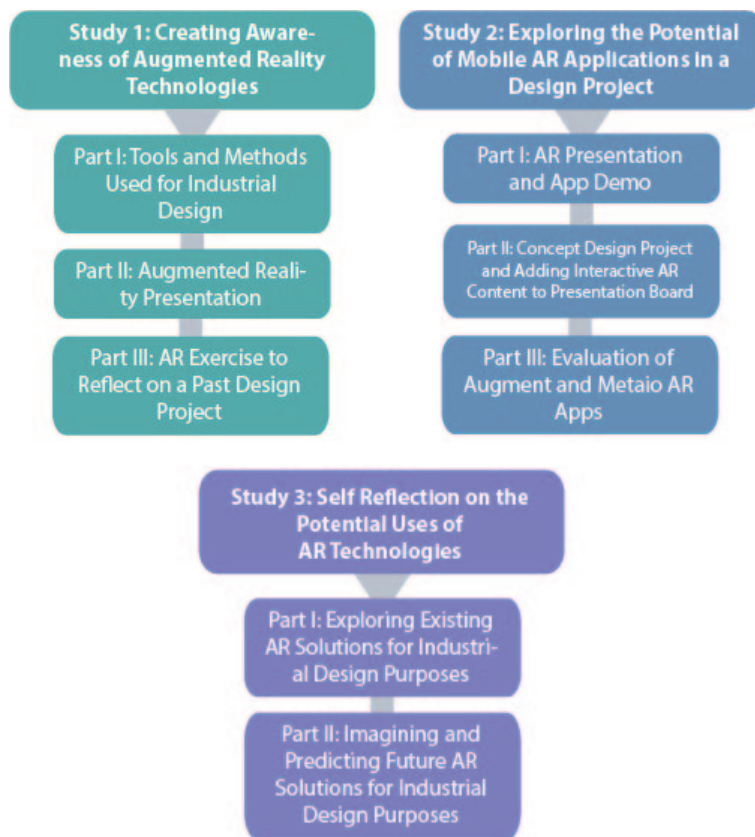 Study 1: Creating Aware-
ness of Augmented Reality
Technologies
Part I: Tools and Methods
Used for Industrial
Design
Part II: Augmented Reali-
ty Presentation
Part III: AR Exercise to
Reflect on a Past Design
Project
Study 2: Exploring the Potential
of Mobile AR Applications in a
Design Project
Part I: AR Presentation
and App Demo
Part II: Concept Design Project
and Adding Interactive AR
Content to Presentation Board
Part III: Evaluation of
Augment and Metaio AR
Apps
Study 3: Self Reflection on the
Potential Uses of
AR Technologies
Part I: Exploring Existing
AR Solutions for Industri-
al Design Purposes
Part II: Imagining and
Predicting Future AR
Solutions for Industrial
Design Purposes